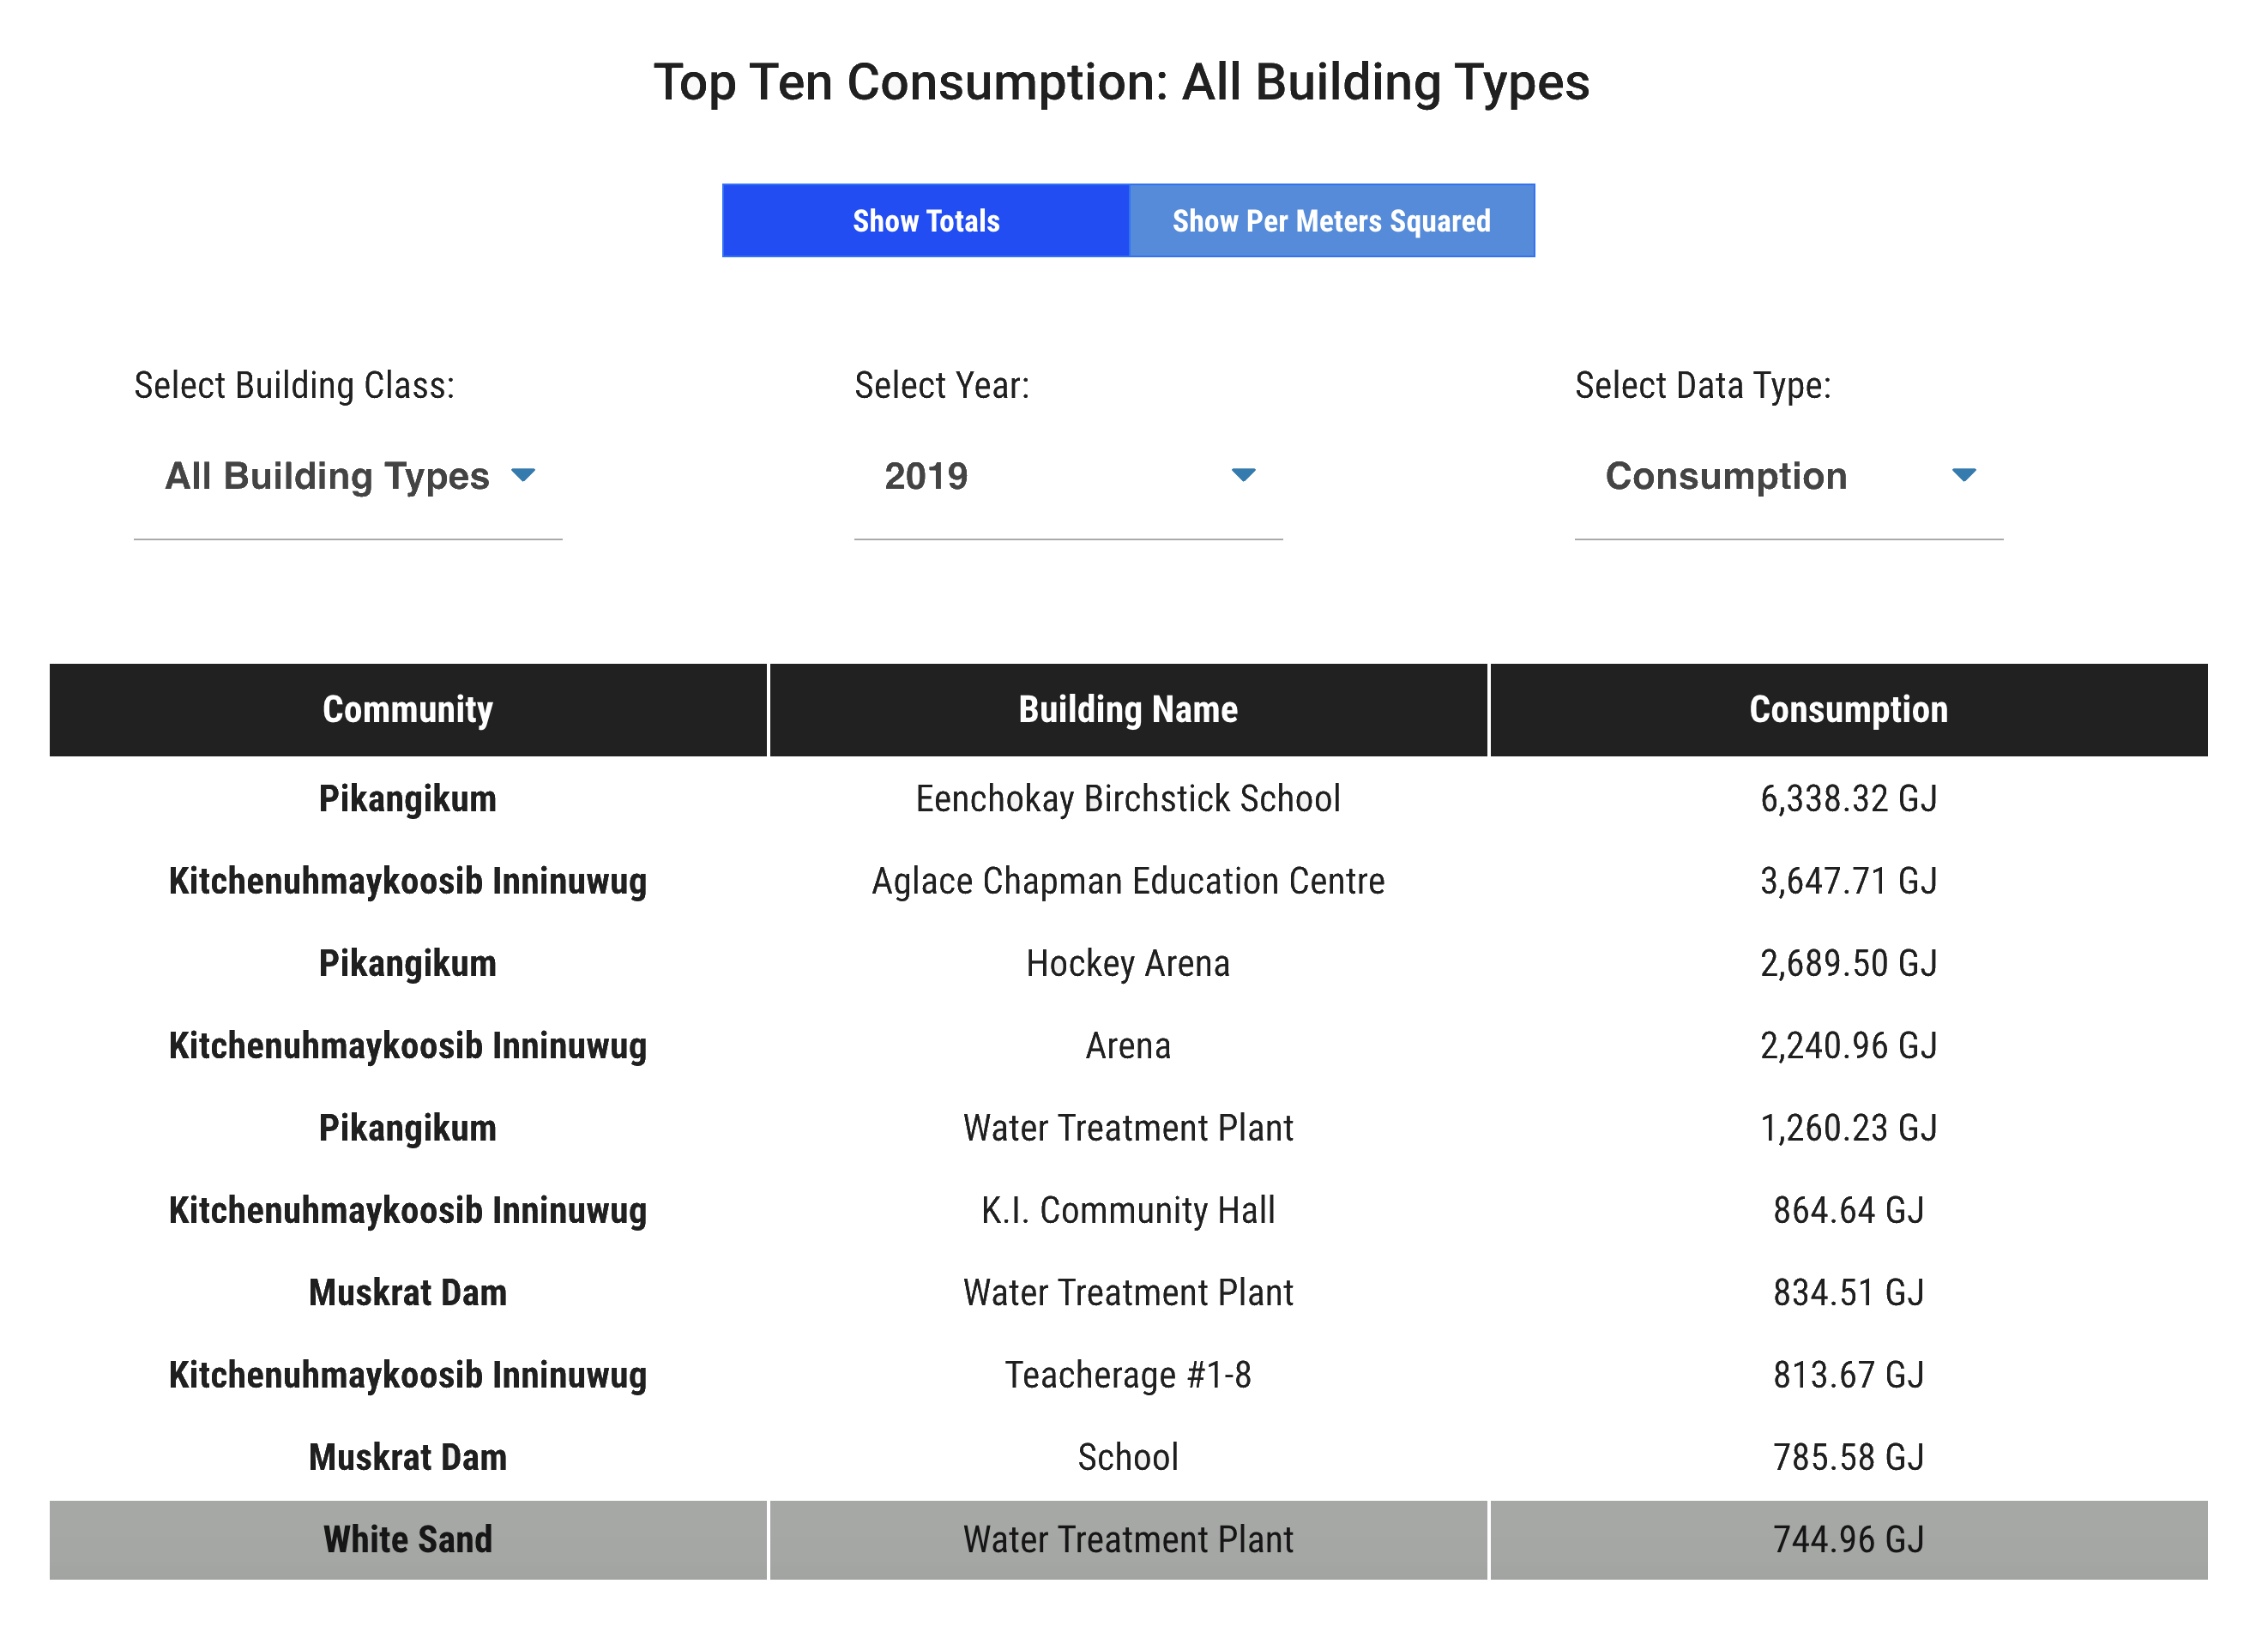 Top Ten Consumption: All Building Types
Show Totals Show Per Meters Squared
Select Building Class: Select Year: Select Data Type:
All Building Types 2019 Consumption
Community Building Name Consumption
Pikangikum Eenchokay Birchstick School 6,338.32 GJ
Kitchenuhmaykoosib Inninuwug Aglace Chapman Education Centre 3,647.71 GJ
Pikangikum Hockey Arena 2,689.50 GJ
Kitchenuhmaykoosib Inninuwug Arena 2,240.96 GJ
Pikangikum Water Treatment Plant 1,260.23 GJ
Kitchenuhmaykoosib Inninuwug K.I. Community Hall 864.64 GJ
Muskrat Dam Water Treatment Plant 834.51 GJ
Kitchenuhmaykoosib Inninuwug Teacherage #1-8 813.67 GJ
Muskrat Dam School 785.58 GJ
White Sand Water Treatment Plant 744.96 GJ